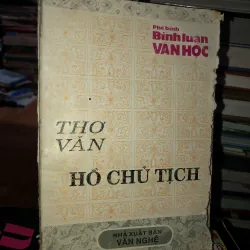 Phê bình
Bình luận
VĂN HỌC
THƠ
VĂN
HỒ CHỦ TỊCH
NHÀ XUẤT BẢN
VĂN NGHỆ